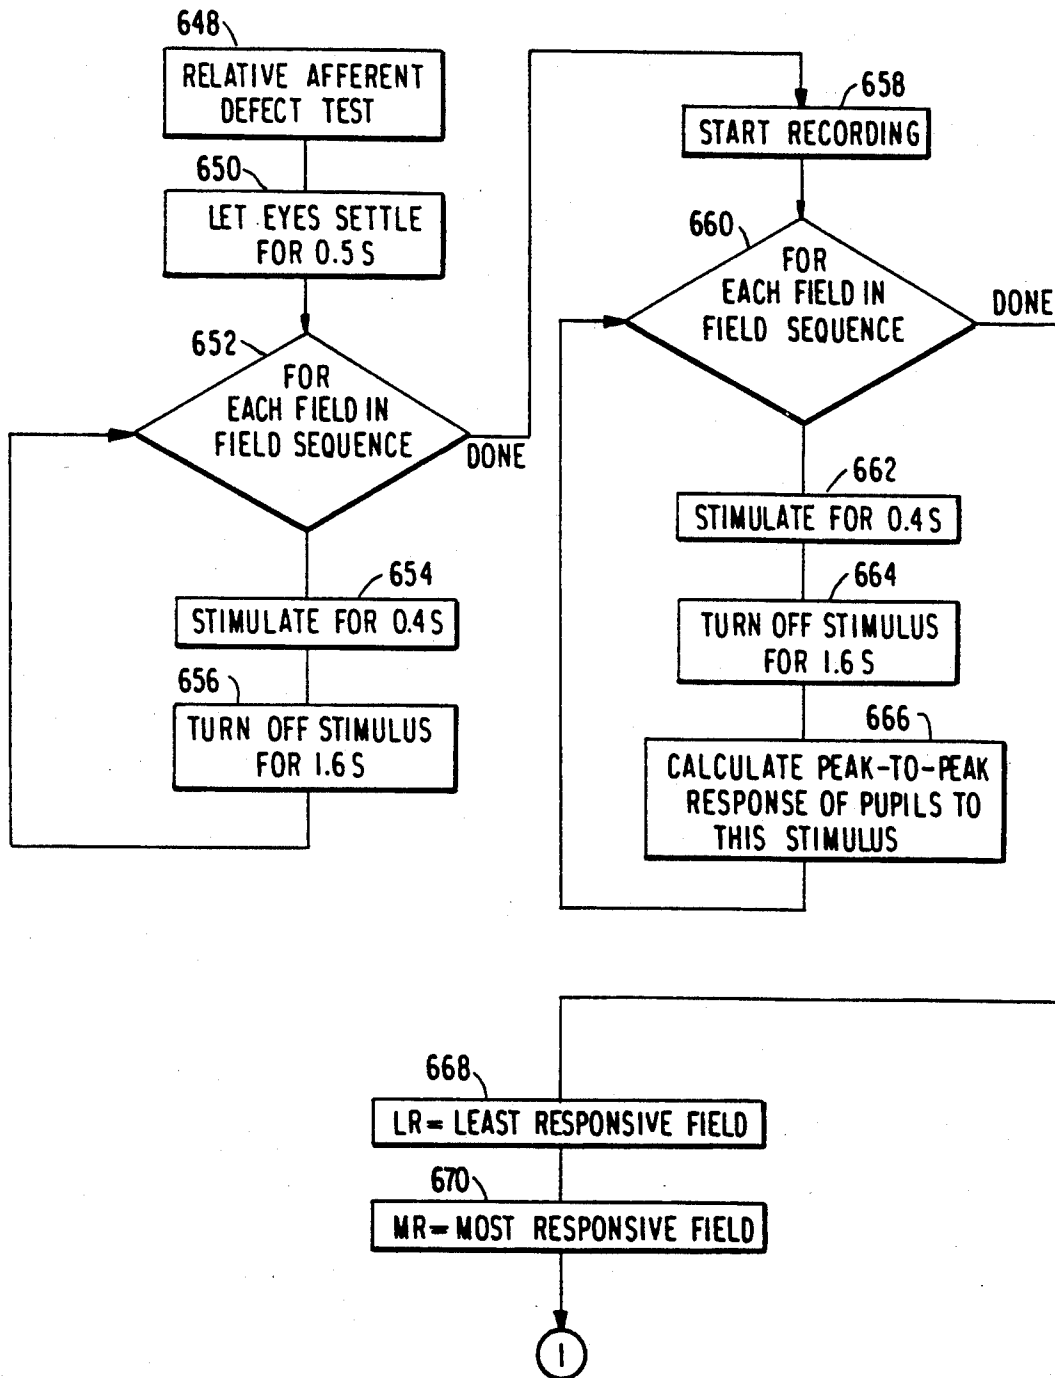 648
RELATIVE AFFERENT
DEFECT TEST
650
LET EYES SETTLE
FOR 0.5 S
652
FOR
EACH FIELD IN
FIELD SEQUENCE
DONE
654
STIMULATE FOR 0.4 S
656
TURN OFF STIMULUS
FOR 1.6 S
658
START RECORDING
660
FOR
EACH FIELD IN
FIELD SEQUENCE
DONE
662
STIMULATE FOR 0.4 S
664
TURN OFF STIMULUS
FOR 1.6 S
666
CALCULATE PEAK-TO-PEAK
RESPONSE OF PUPILS TO
THIS STIMULUS
668
LR = LEAST RESPONSIVE FIELD
670
MR = MOST RESPONSIVE FIELD
1